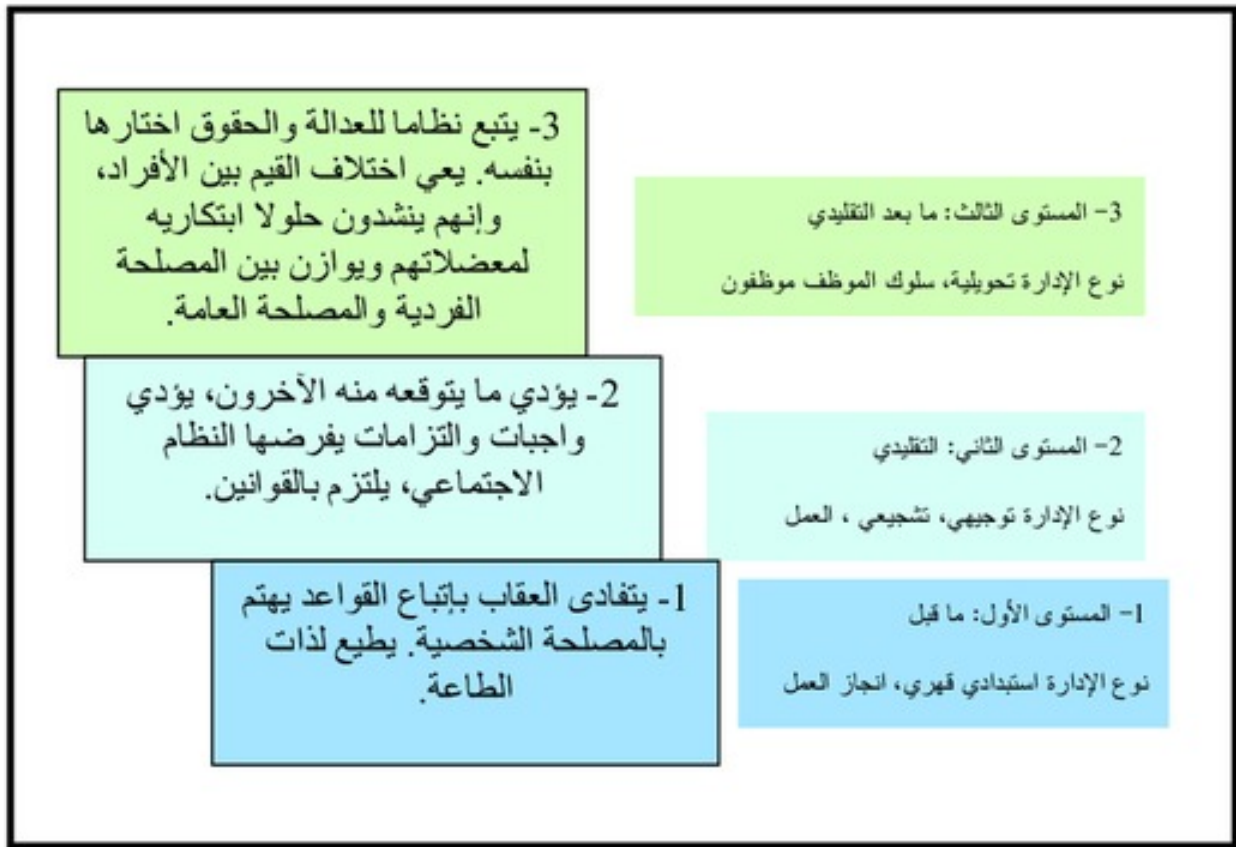 3- يتبع نظاما للعدالة والحقوق اختارها
بنفسه. يعي اختلاف القيم بين الأفراد،
وإنهم ينشدون حلولا ابتكاريه
لمعضلاتهم ويوازن بين المصلحة
الفردية والمصلحة العامة.
3- المستوى الثالث: ما بعد التقليدي
نوع الإدارة تحويلية، سلوك الموظف موظفون
2- يؤدي ما يتوقعه منه الآخرون، يؤدي
واجبات والتزامات يفرضها النظام
الاجتماعي، يلتزم بالقوانين.
2- المستوى الثاني: التقليدي
نوع الإدارة توجيهي، تشجيعي ، العمل
1- يتفادى العقاب بإتباع القواعد يهتم
بالمصلحة الشخصية. يطيع لذات
الطاعة.
1- المستوى الأول: ما قبل
نوع الإدارة استبدادي قهري، انجاز العمل